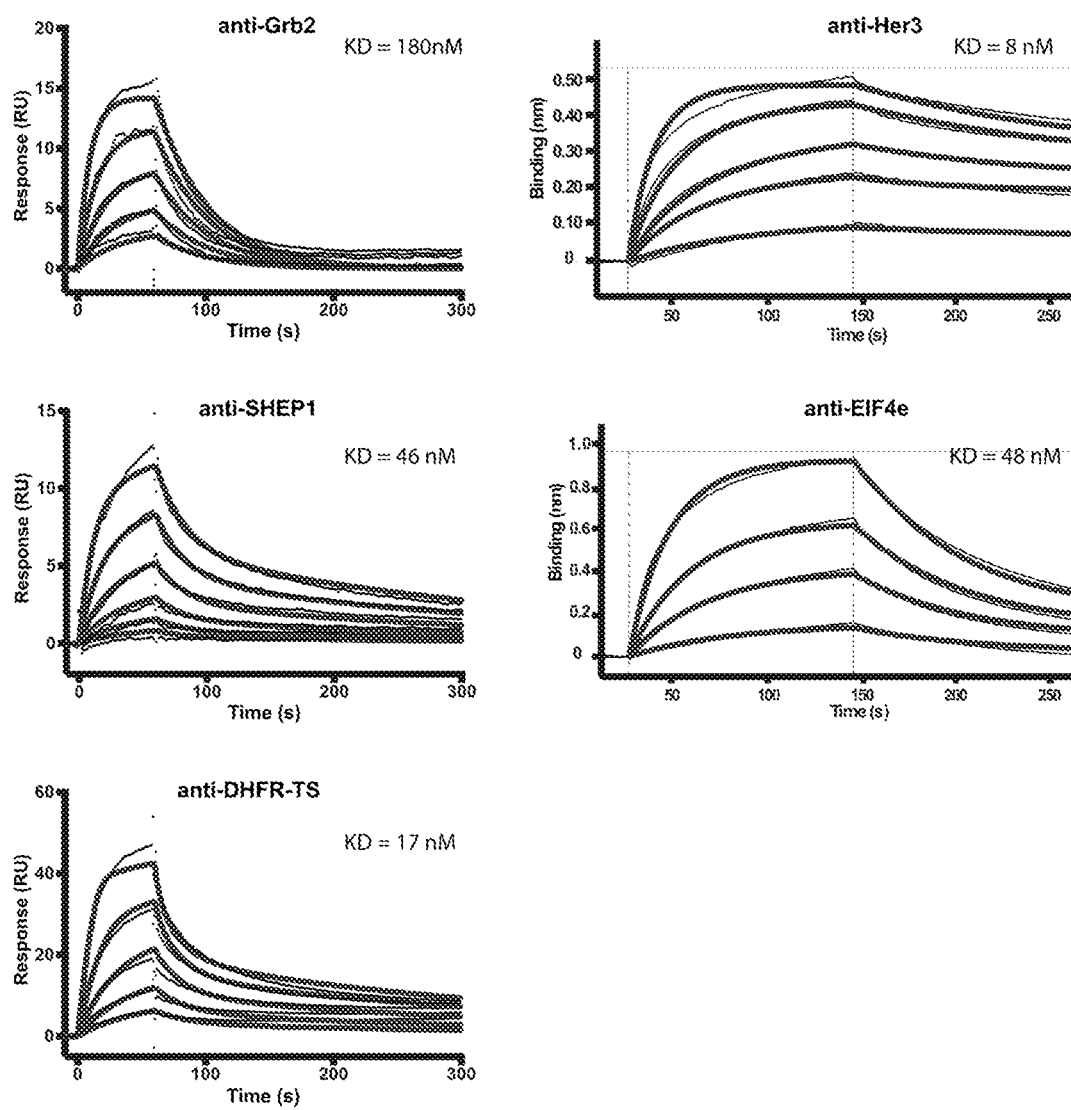 anti-Grb2
KD = 180nM
20
15
10
5
0
Response (RU)
0
100
200
300
Time (s)
anti-Her3
KD = 8 nM
0.50
0.40
0.30
0.20
0.10
0
Binding (nm)
50
100
150
200
250
Time (s)
anti-SHEP1
KD = 46 nM
15
10
5
0
Response (RU)
0
100
200
300
Time (s)
anti-EIF4e
KD = 48 nM
1.0
0.8
0.6
0.4
0.2
0
Binding (nm)
50
100
150
200
250
Time (s)
anti-DHFR-TS
KD = 17 nM
60
40
20
0
Response (RU)
0
100
200
300
Time (s)